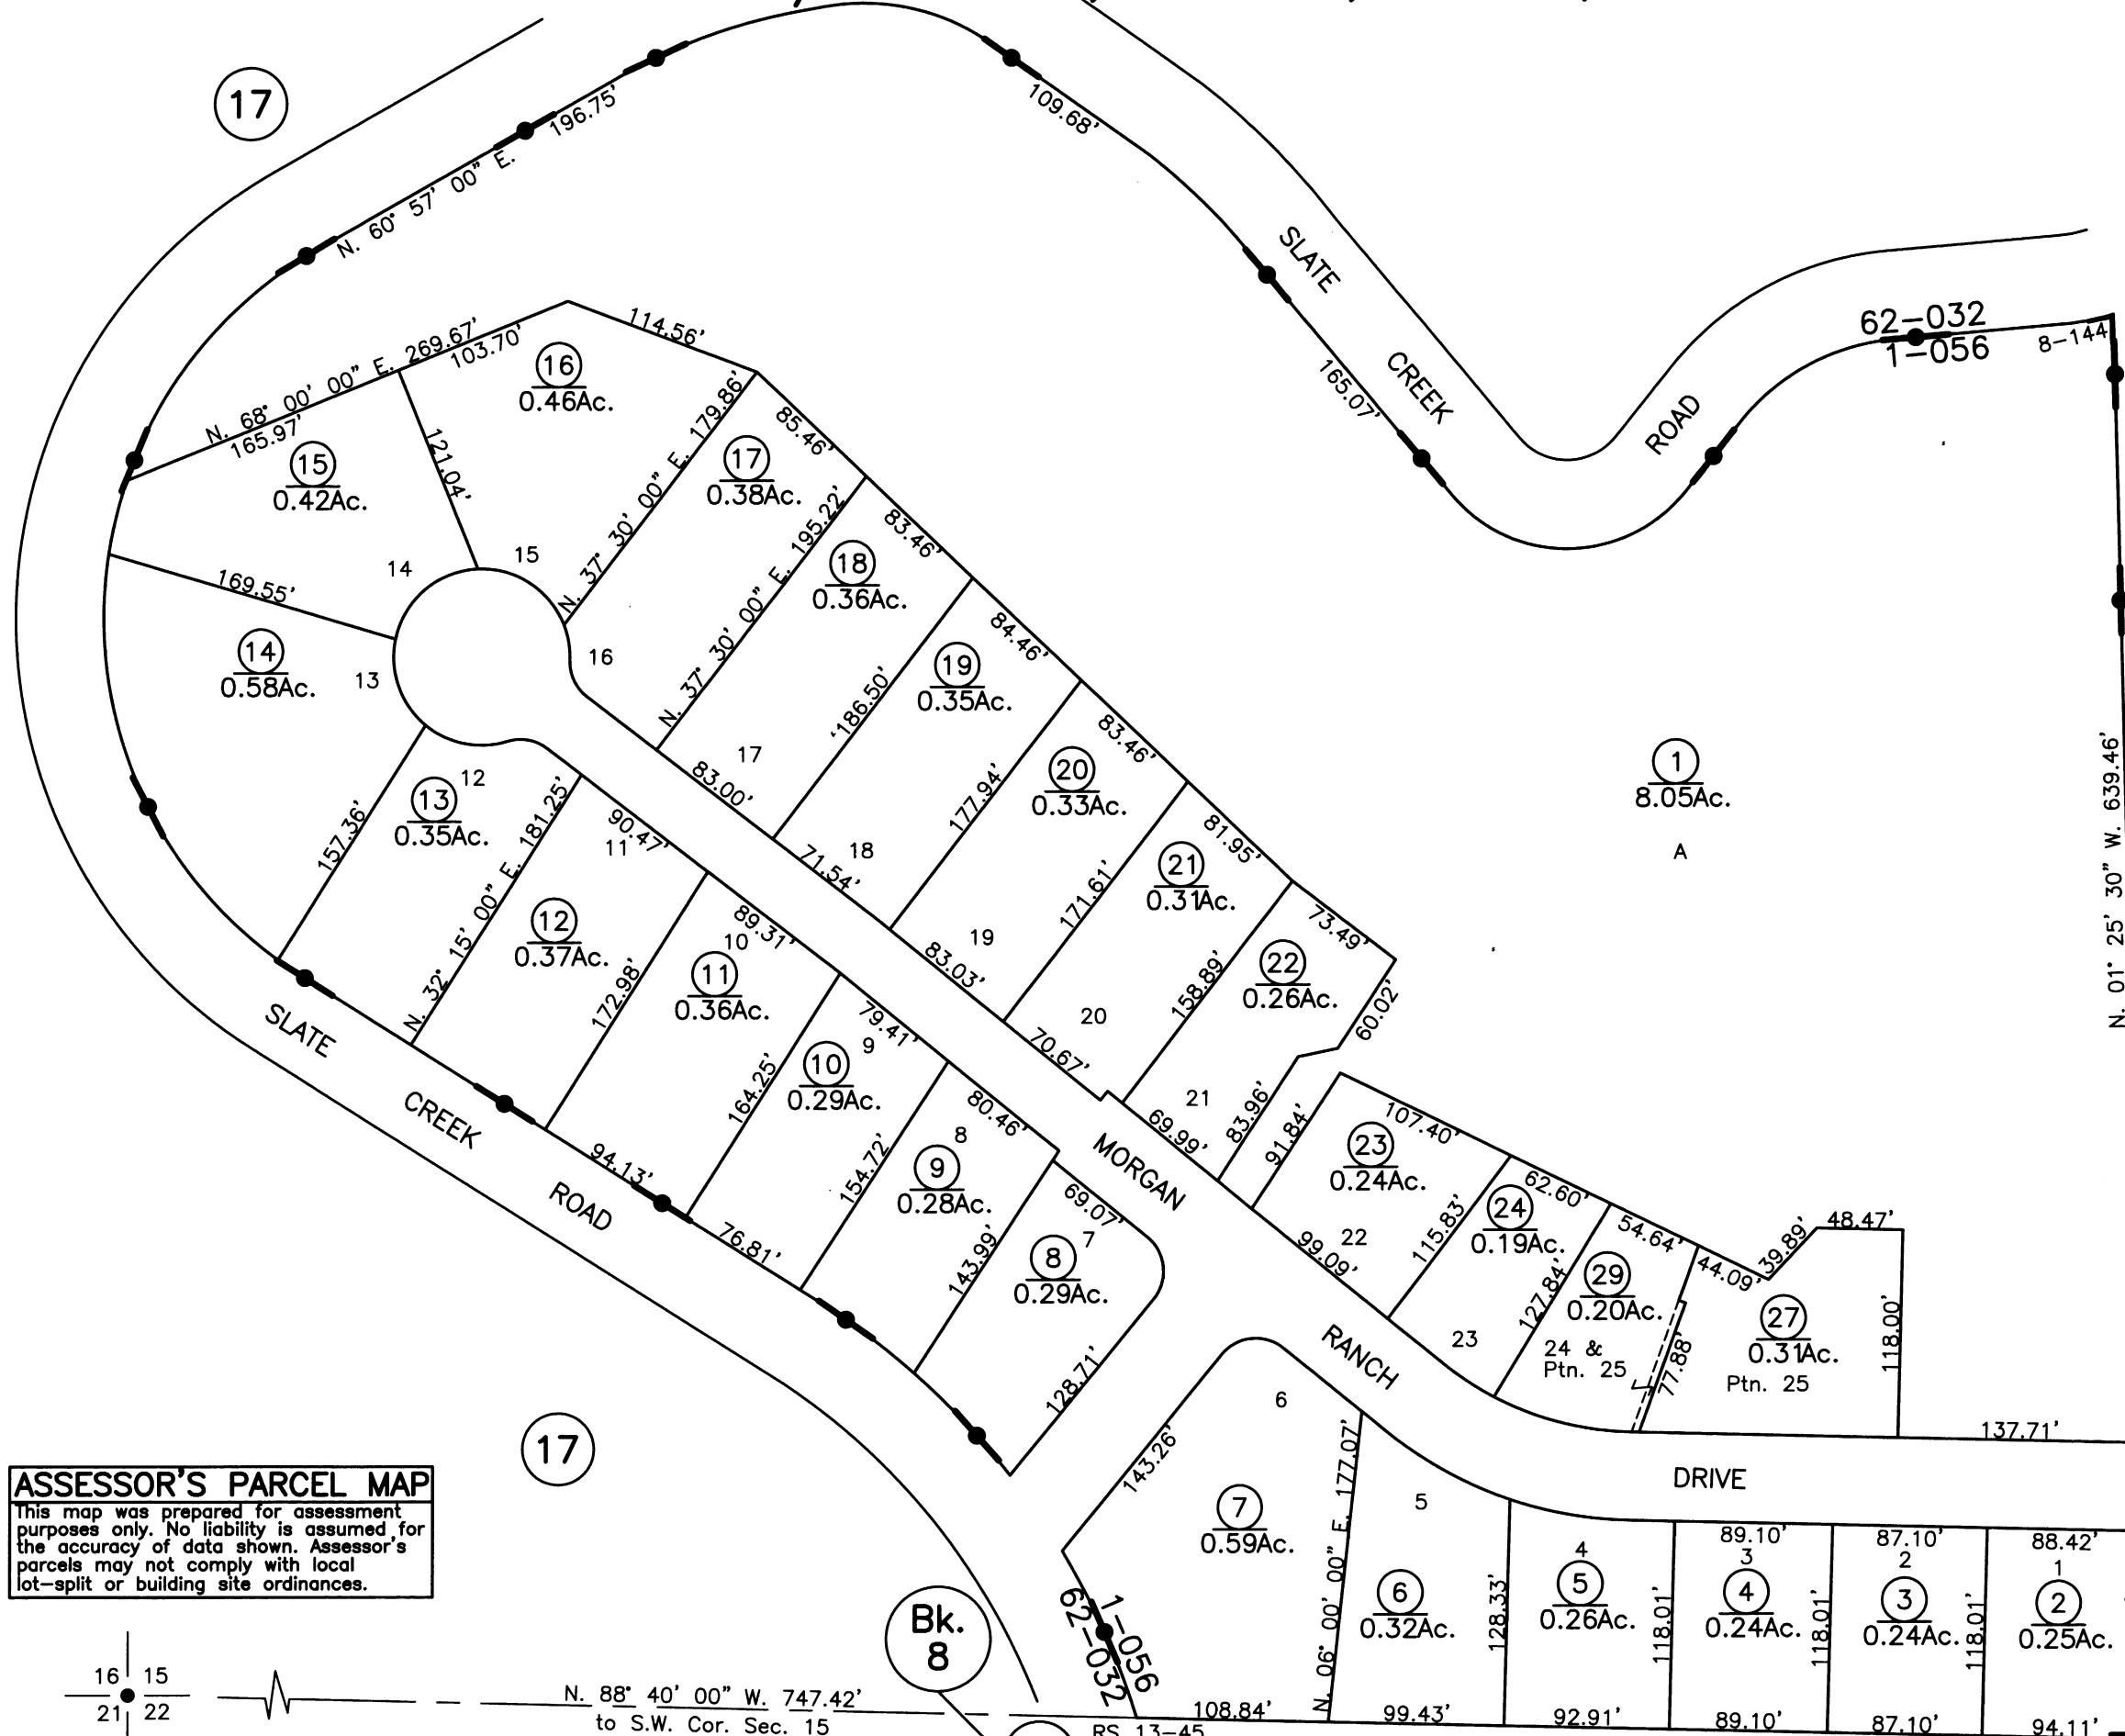 17
N. 60° 57' 00" E. 196.75'
109.68'
SLATE CREEK ROAD
165.07'
62-032
1-056
8-144
N. 01° 25' 30" W. 639.46'
1
8.05Ac.
A
N. 68° 00' 00" E. 269.67'
165.97'
103.70'
114.56'
15
0.42Ac.
14
121.04'
16
0.46Ac.
15
N. 37° 30' 00" E. 179.86'
85.46'
17
0.38Ac.
16
N. 37° 30' 00" E. 195.22'
83.46'
18
0.36Ac.
17
83.00'
186.50'
84.46'
19
0.35Ac.
18
71.54'
177.94'
83.46'
20
0.33Ac.
19
83.03'
171.61'
81.95'
21
0.31Ac.
20
70.67'
158.89'
73.49'
22
0.26Ac.
21
60.02'
83.96'
69.99'
169.55'
14
0.58Ac.
13
157.36'
13
0.35Ac.
12
N. 32° 15' 00" E. 181.25'
90.47'
11
12
0.37Ac.
172.98'
89.31'
10
11
0.36Ac.
94.13'
164.25'
79.41'
9
10
0.29Ac.
76.81'
154.72'
80.46'
8
9
0.28Ac.
143.99'
69.07'
7
8
0.29Ac.
128.71'
SLATE CREEK ROAD
MORGAN RANCH DRIVE
91.84'
107.40'
23
0.24Ac.
22
99.09'
115.83'
62.60'
24
0.19Ac.
23
127.84'
54.64'
29
0.20Ac.
24 &
Ptn. 25
77.88'
44.09'
39.89'
48.47'
27
0.31Ac.
Ptn. 25
118.00'
137.71'
143.26'
6
7
0.59Ac.
N. 06° 00' 00" E. 177.07'
108.84'
5
6
0.32Ac.
99.43'
128.33'
4
5
0.26Ac.
92.91'
118.01'
89.10'
3
4
0.24Ac.
89.10'
118.01'
87.10'
2
3
0.24Ac.
87.10'
118.01'
88.42'
1
2
0.25Ac.
94.11'
1-056
62-032
17
ASSESSOR'S PARCEL MAP
This map was prepared for assessment
purposes only. No liability is assumed for
the accuracy of data shown. Assessor's
parcels may not comply with local
lot-split or building site ordinances.
Bk.
8
16 15
21 22
N. 88° 40' 00" W. 747.42'
to S.W. Cor. Sec. 15
RS 13-45